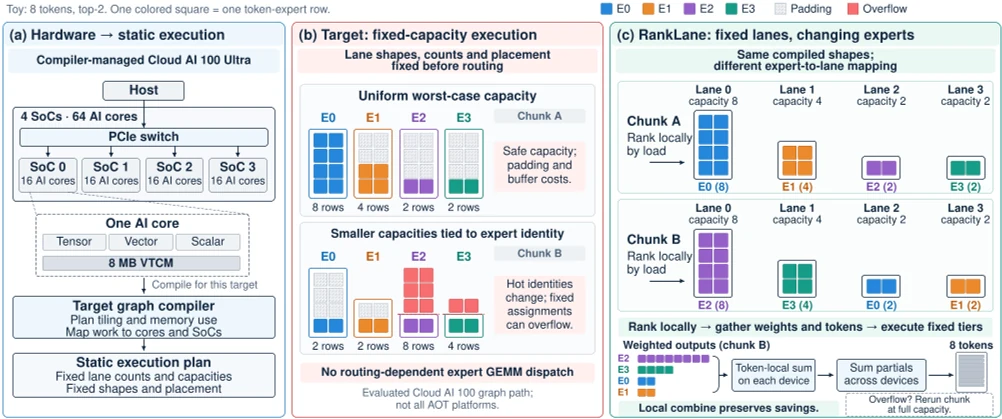 Toy: 8 tokens, top-2. One colored square = one token-expert row.
E0 E1 E2 E3 Padding Overflow
(a) Hardware → static execution
Compiler-managed Cloud AI 100 Ultra
Host
4 SoCs · 64 AI cores
PCIe switch
SoC 0 SoC 1 SoC 2 SoC 3
16 AI cores 16 AI cores 16 AI cores 16 AI cores
One AI core
Tensor Vector Scalar
8 MB VTCM
Compile for this target
Target graph compiler
Plan tiling and memory use
Map work to cores and SoCs
Static execution plan
Fixed lane counts and capacities
Fixed shapes and placement
(b) Target: fixed-capacity execution
Lane shapes, counts and placement
fixed before routing
Uniform worst-case capacity
E0 E1 E2 E3 Chunk A
Safe capacity;
padding and
buffer costs.
8 rows 4 rows 2 rows 2 rows
Smaller capacities tied to expert identity
E0 E1 E2 E3 Chunk B
Hot identities
change; fixed
assignments
can overflow.
2 rows 2 rows 8 rows 4 rows
No routing-dependent expert GEMM dispatch
Evaluated Cloud AI 100 graph path;
not all AOT platforms.
(c) RankLane: fixed lanes, changing experts
Same compiled shapes;
different expert-to-lane mapping
Lane 0 Lane 1 Lane 2 Lane 3
capacity 8 capacity 4 capacity 2 capacity 2
Chunk A
Rank locally
by load
E0 (8) E1 (4) E2 (2) E3 (2)
Lane 0 Lane 1 Lane 2 Lane 3
capacity 8 capacity 4 capacity 2 capacity 2
Chunk B
Rank locally
by load
E2 (8) E3 (4) E0 (2) E1 (2)
Rank locally → gather weights and tokens → execute fixed tiers
Weighted outputs (chunk B) 8 tokens
E2
E3
E0
E1
Token-local sum
on each device
Sum partials
across devices
Local combine preserves savings.
Overflow? Rerun chunk
at full capacity.